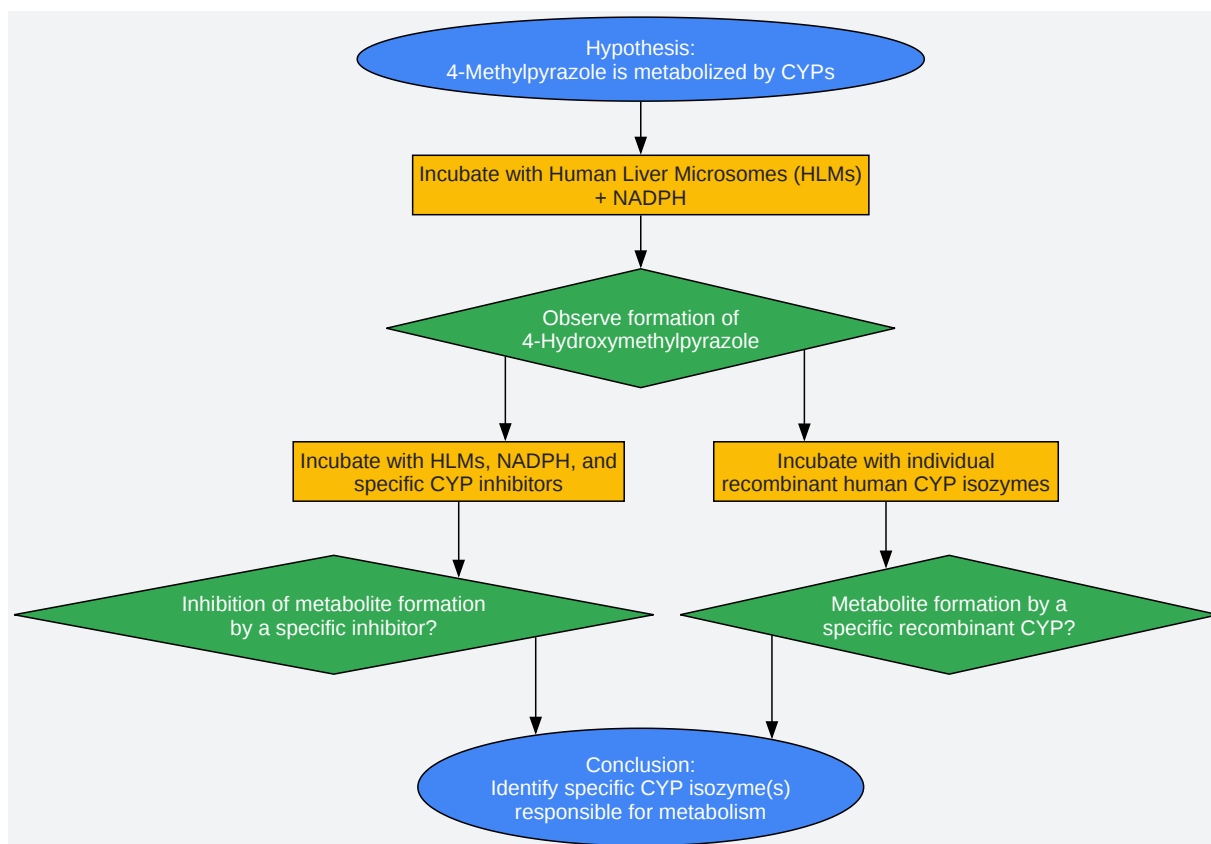 Hypothesis:
4-Methylpyrazole is metabolized by CYPs
Incubate with Human Liver Microsomes (HLMs)
+ NADPH
Observe formation of
4-Hydroxymethylpyrazole
Incubate with HLMs, NADPH, and
specific CYP inhibitors
Incubate with individual
recombinant human CYP isozymes
Inhibition of metabolite formation
by a specific inhibitor?
Metabolite formation by a
specific recombinant CYP?
Conclusion:
Identify specific CYP isozyme(s)
responsible for metabolism